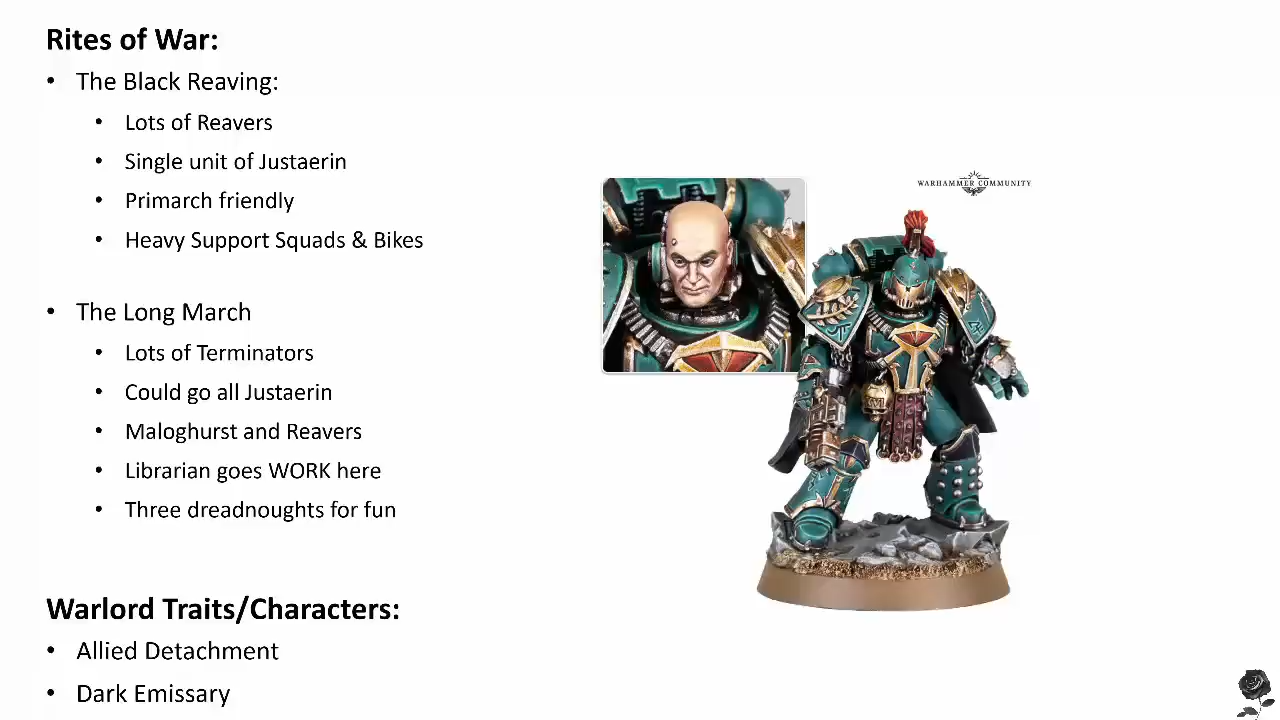 Rites of War:
• The Black Reaving:
• Lots of Reavers
• Single unit of Justaerin
• Primarch friendly
• Heavy Support Squads & Bikes
WARHAMMER COMMUNITY
• The Long March
• Lots of Terminators
• Could go all Justaerin
• Maloghurst and Reavers
• Librarian goes WORK here
• Three dreadnoughts for fun
Warlord Traits/Characters:
• Allied Detachment
• Dark Emissary